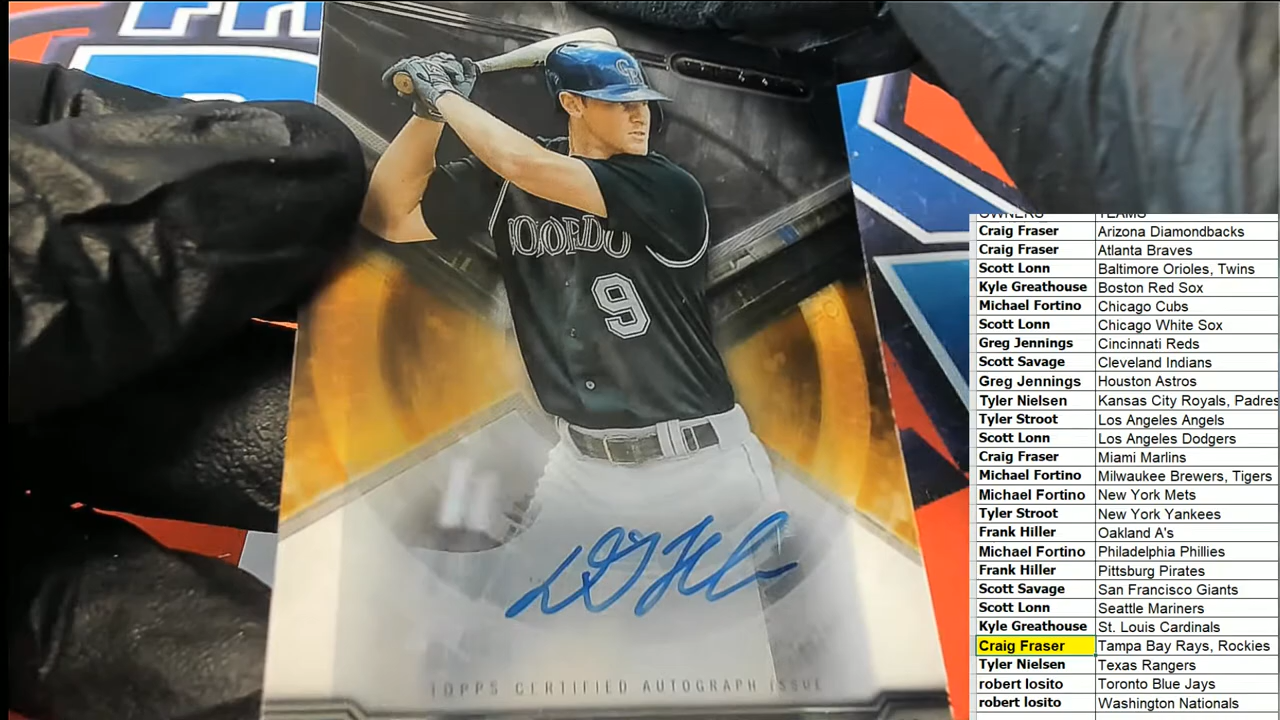 CR
COLORADO
9
TOPPS CERTIFIED AUTOGRAPH ISSUE
OWNERS TEAMS
Craig Fraser Arizona Diamondbacks
Craig Fraser Atlanta Braves
Scott Lonn Baltimore Orioles, Twins
Kyle Greathouse Boston Red Sox
Michael Fortino Chicago Cubs
Scott Lonn Chicago White Sox
Greg Jennings Cincinnati Reds
Scott Savage Cleveland Indians
Greg Jennings Houston Astros
Tyler Nielsen Kansas City Royals, Padres
Tyler Stroot Los Angeles Angels
Scott Lonn Los Angeles Dodgers
Craig Fraser Miami Marlins
Michael Fortino Milwaukee Brewers, Tigers
Michael Fortino New York Mets
Tyler Stroot New York Yankees
Frank Hiller Oakland A's
Michael Fortino Philadelphia Phillies
Frank Hiller Pittsburg Pirates
Scott Savage San Francisco Giants
Scott Lonn Seattle Mariners
Kyle Greathouse St. Louis Cardinals
Craig Fraser Tampa Bay Rays, Rockies
Tyler Nielsen Texas Rangers
robert losito Toronto Blue Jays
robert losito Washington Nationals